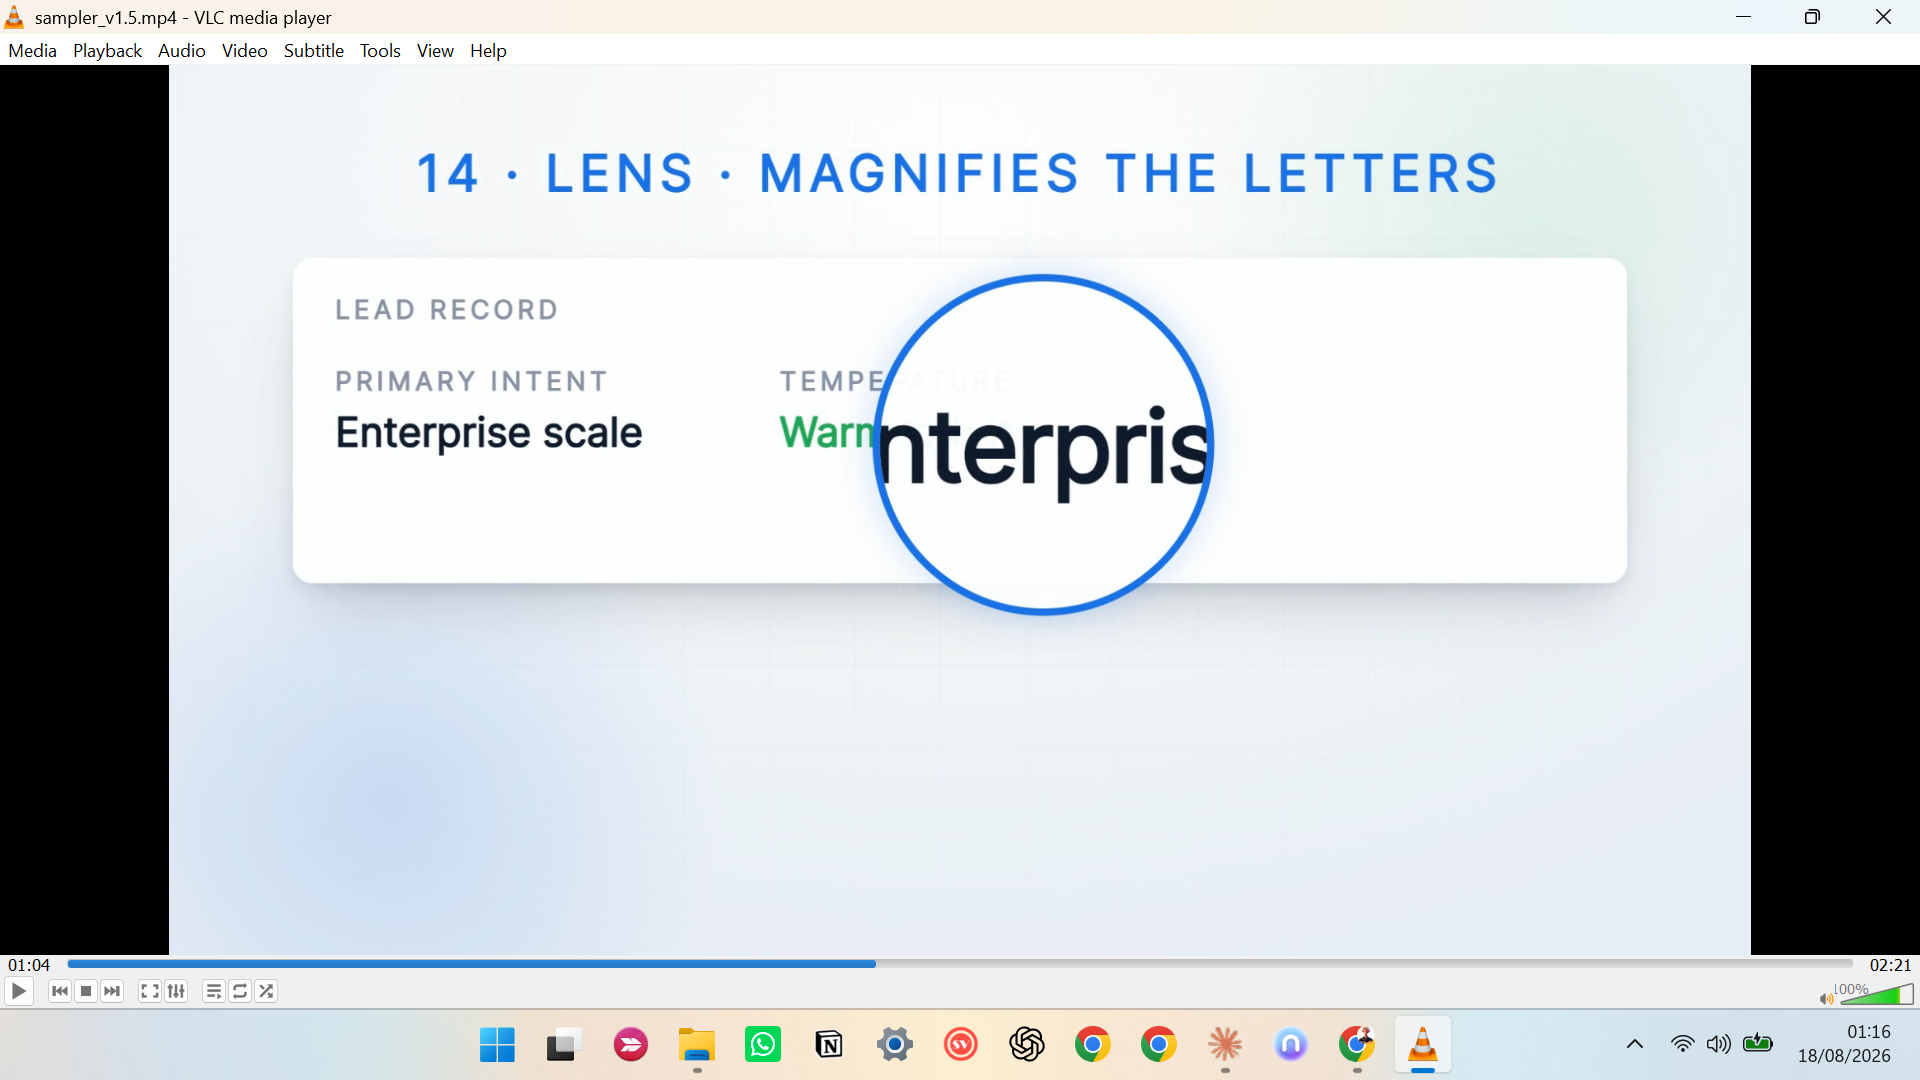 sampler_v1.5.mp4 - VLC media player
Media Playback Audio Video Subtitle Tools View Help
14 · LENS · MAGNIFIES THE LETTERS
LEAD RECORD
PRIMARY INTENT
Enterprise scale
TEMPERATURE
Warm
nterpris
01:04
02:21
100%
01:16
18/08/2026